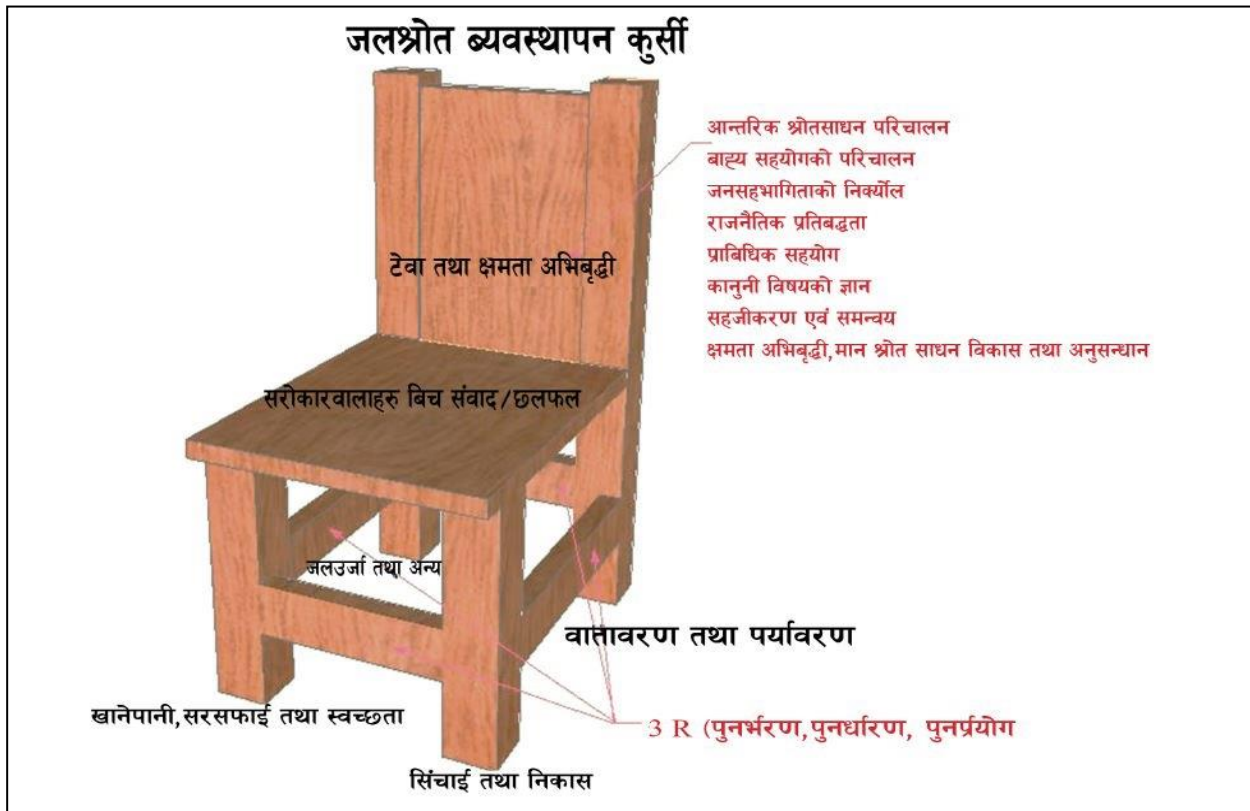 जलश्रोत ब्यवस्थापन कुर्सी
आन्तरिक श्रोतसाधन परिचालन
बाह्य सहयोगको परिचालन
जनसहभागिताको निर्क्योल
राजनैतिक प्रतिबद्धता
प्राबिधिक सहयोग
कानुनी विषयको ज्ञान
सहजीकरण एवं समन्वय
क्षमता अभिबृद्धी,मान श्रोत साधन विकास तथा अनुसन्धान
टेवा तथा क्षमता अभिबृद्धी
सरोकारवालाहरु बिच संवाद/छलफल
जलउर्जा तथा अन्य
वातावरण तथा पर्यावरण
खानेपानी,सरसफाई तथा स्वच्छता
3 R (पुनर्भरण,पुनर्धारण, पुनर्प्रयोग
सिंचाई तथा निकास